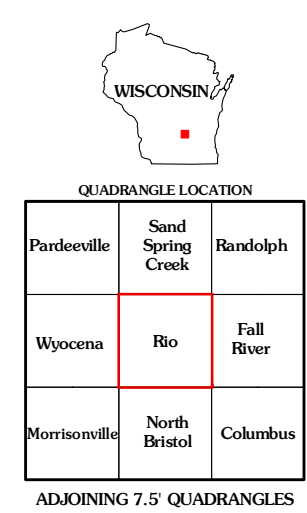 WISCONSIN
QUADRANGLE LOCATION
Pardeeville
Sand
Spring
Creek
Randolph
Wyocena
Rio
Fall
River
Morrisonville
North
Bristol
Columbus
ADJOINING 7.5' QUADRANGLES